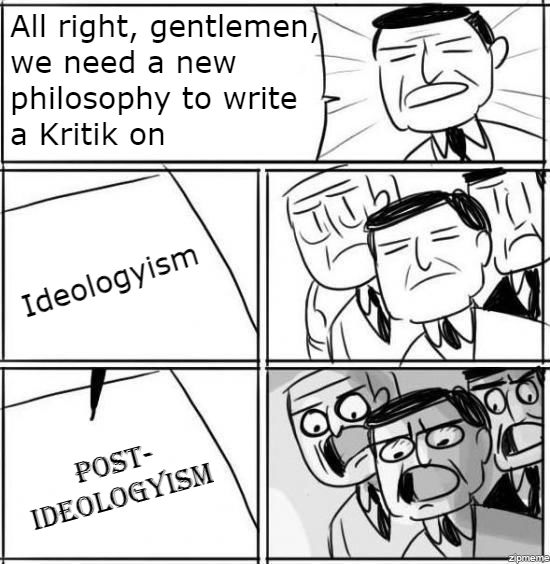 All right, gentlemen,
we need a new
philosophy to write
a Kritik on
Ideologyism
POST-
IDEOLOGYISM
zipmeme